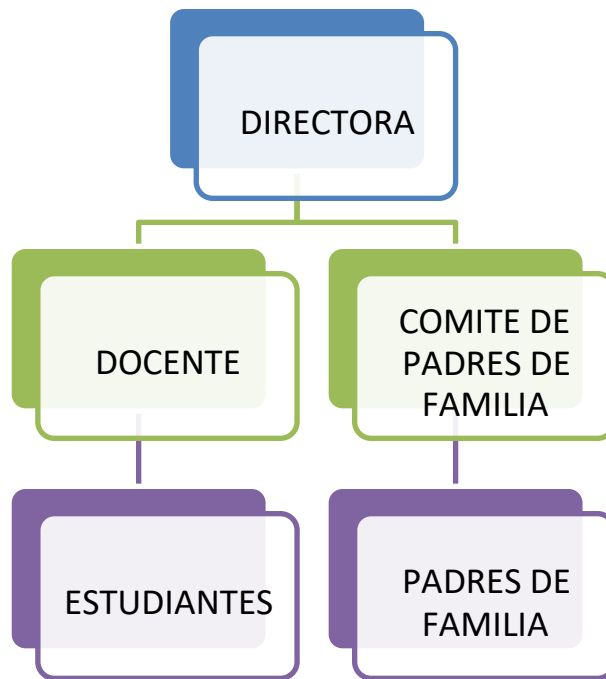 DIRECTORA
DOCENTE
COMITE DE
PADRES DE
FAMILIA
ESTUDIANTES
PADRES DE
FAMILIA